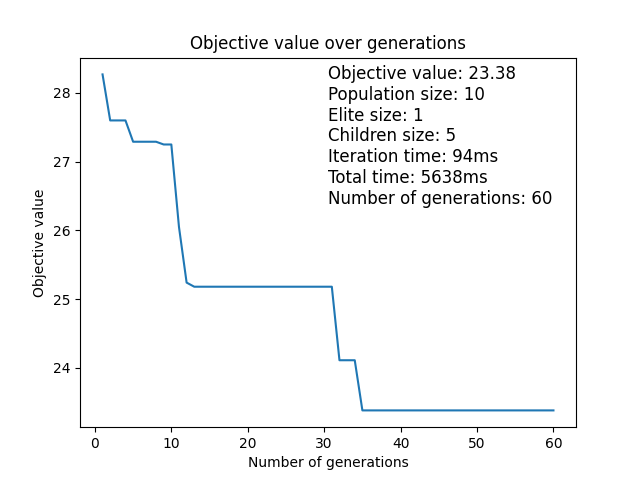 Objective value over generations
Objective value: 23.38
Population size: 10
Elite size: 1
Children size: 5
Iteration time: 94ms
Total time: 5638ms
Number of generations: 60
Objective value
28
27
26
25
24
0 10 20 30 40 50 60
Number of generations